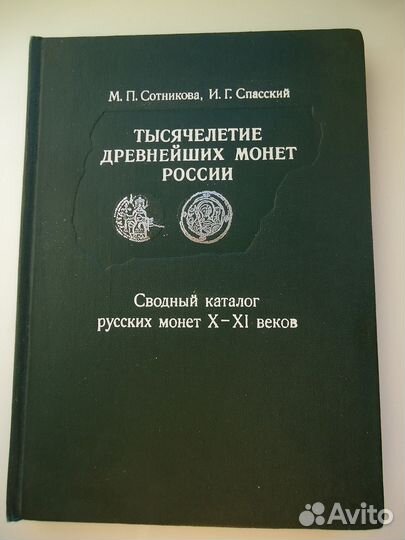 М. П. Сотникова, И. Г. Спасский
ТЫСЯЧЕЛЕТИЕ
ДРЕВНЕЙШИХ МОНЕТ
РОССИИ
Сводный каталог
русских монет X–XI веков
Avito